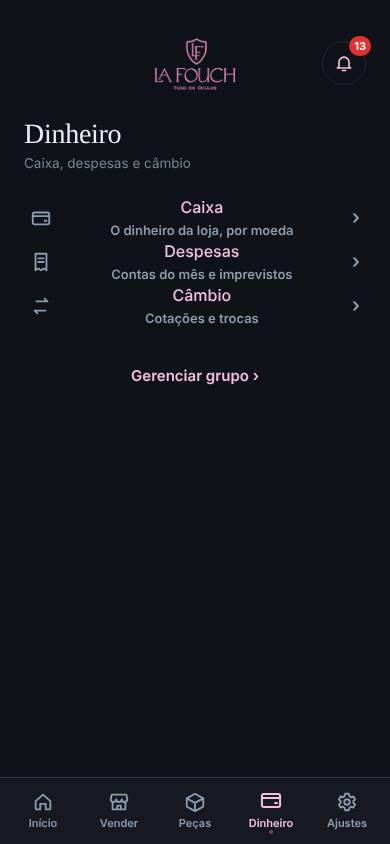 LF
LA FOUCH
TUDO EM ÓCULOS
13
Dinheiro
Caixa, despesas e câmbio
Caixa
O dinheiro da loja, por moeda
Despesas
Contas do mês e imprevistos
Câmbio
Cotações e trocas
Gerenciar grupo ›
Início
Vender
Peças
Dinheiro
Ajustes